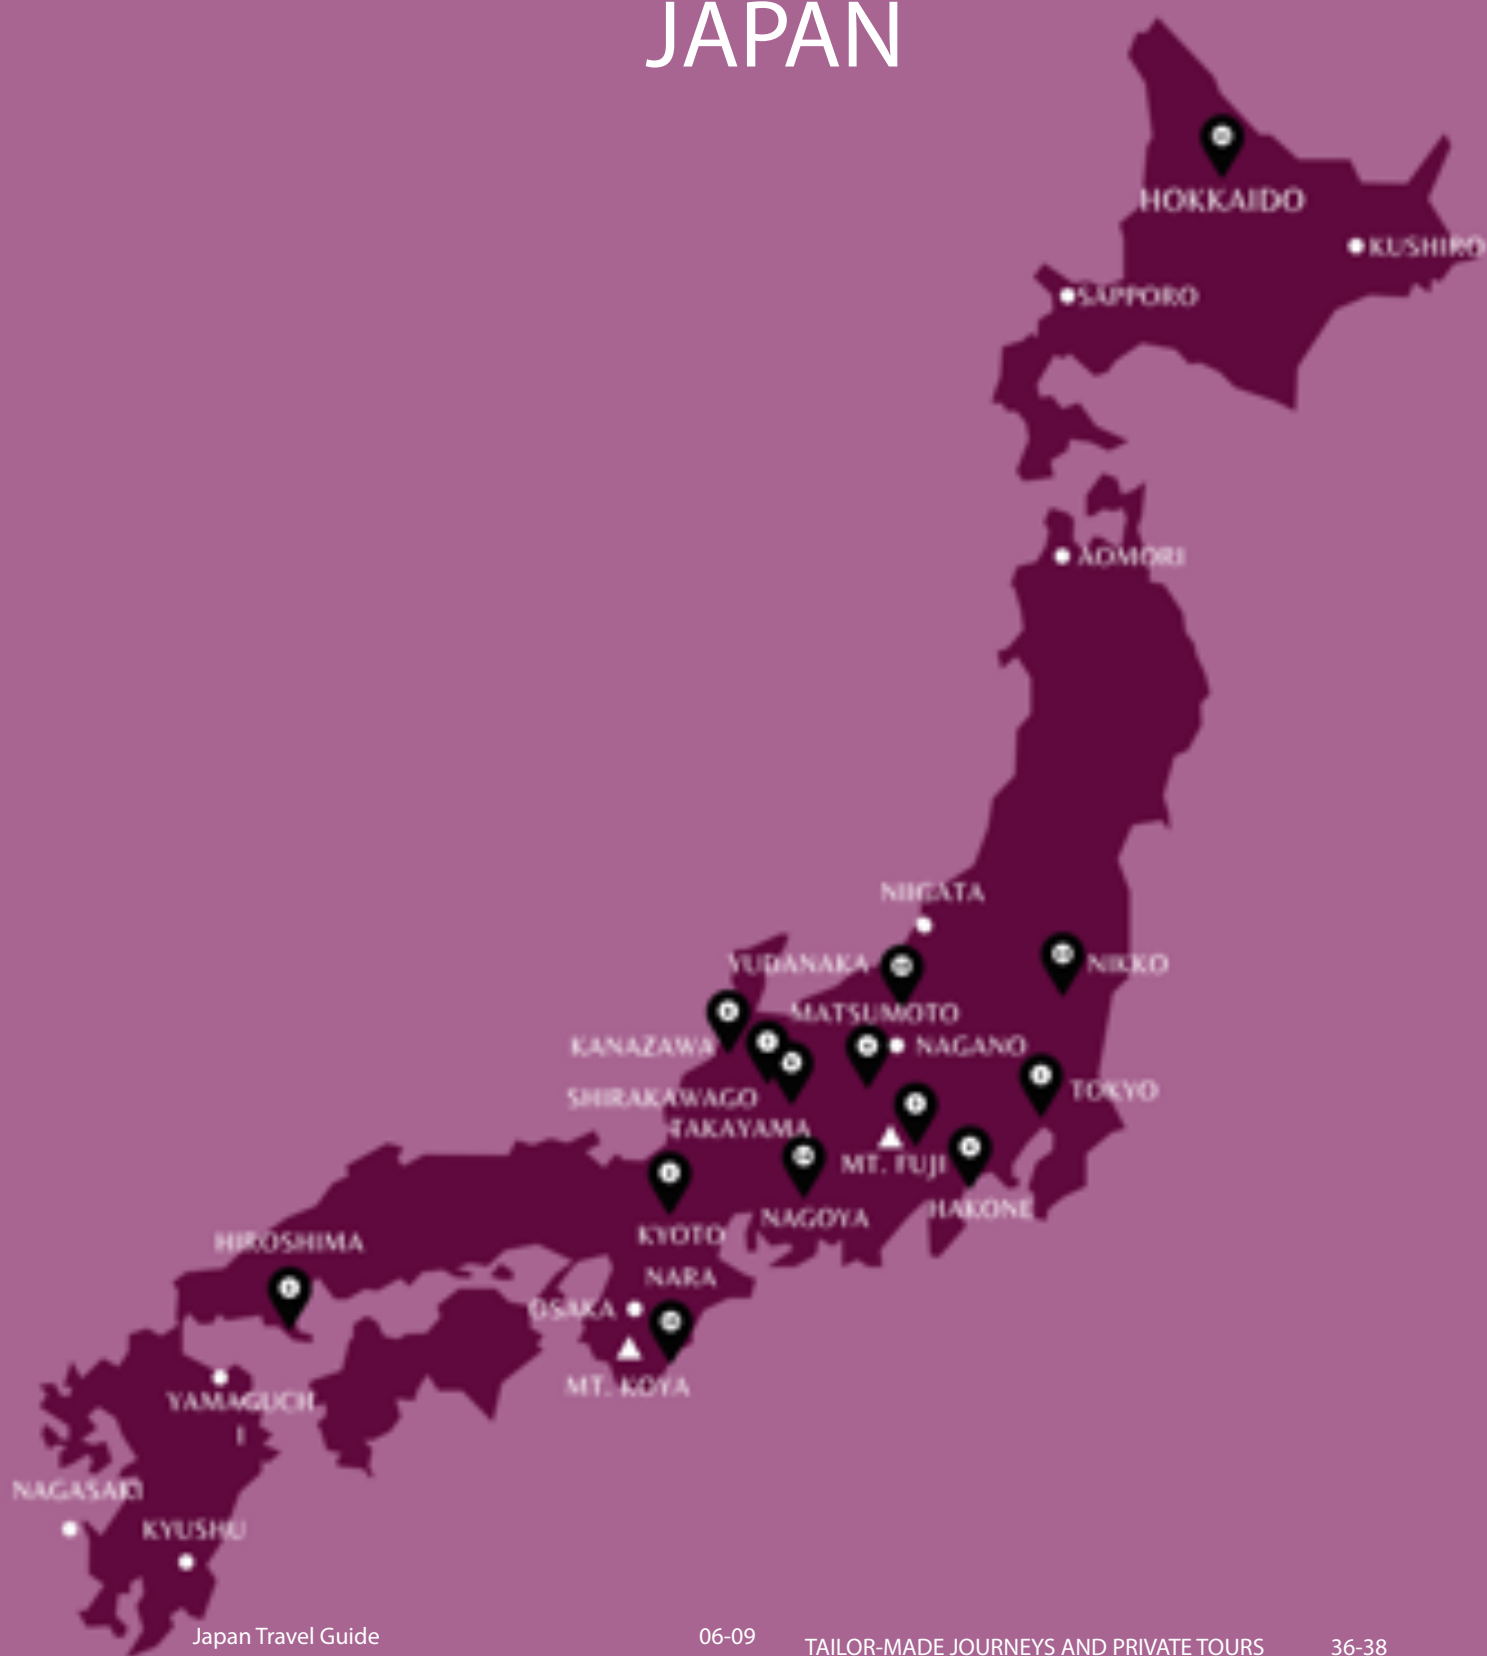 JAPAN
HOKKAIDO
KUSHIRO
SAPPORO
AOMORI
NIIGATA
YUDANAKA
NIKKO
MATSUMOTO
KANAZAWA
NAGANO
TOKYO
SHIRAKAWAGO
TAKAYAMA
MT. FUJI
HAKONE
NAGOYA
KYOTO
HIROSHIMA
NARA
OSAKA
MT. KOYA
YAMAGUCH
I
NAGASAKI
KYUSHU
Japan Travel Guide 06-09
TAILOR-MADE JOURNEYS AND PRIVATE TOURS 36-38